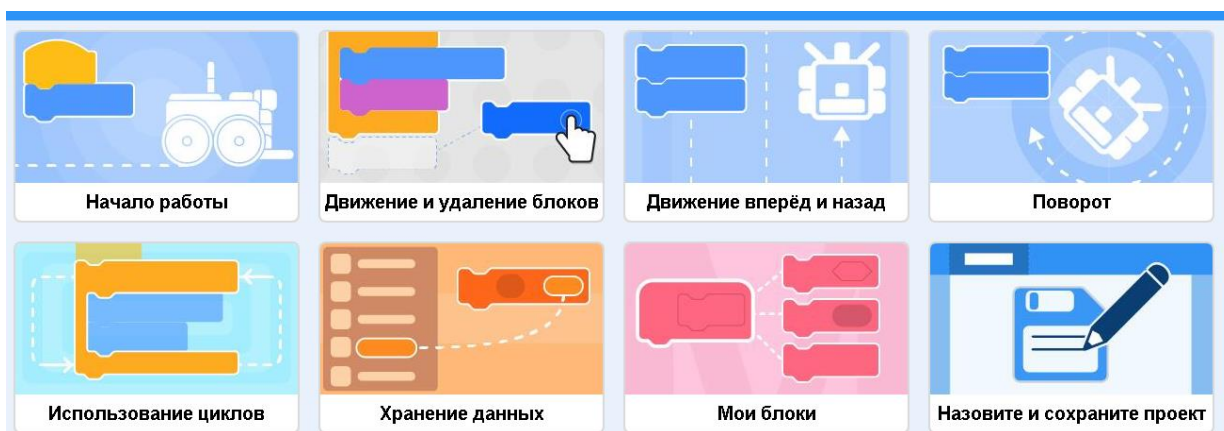 Начало работы
Движение и удаление блоков
Движение вперёд и назад
Поворот
Использование циклов
Хранение данных
Мои блоки
Назовите и сохраните проект